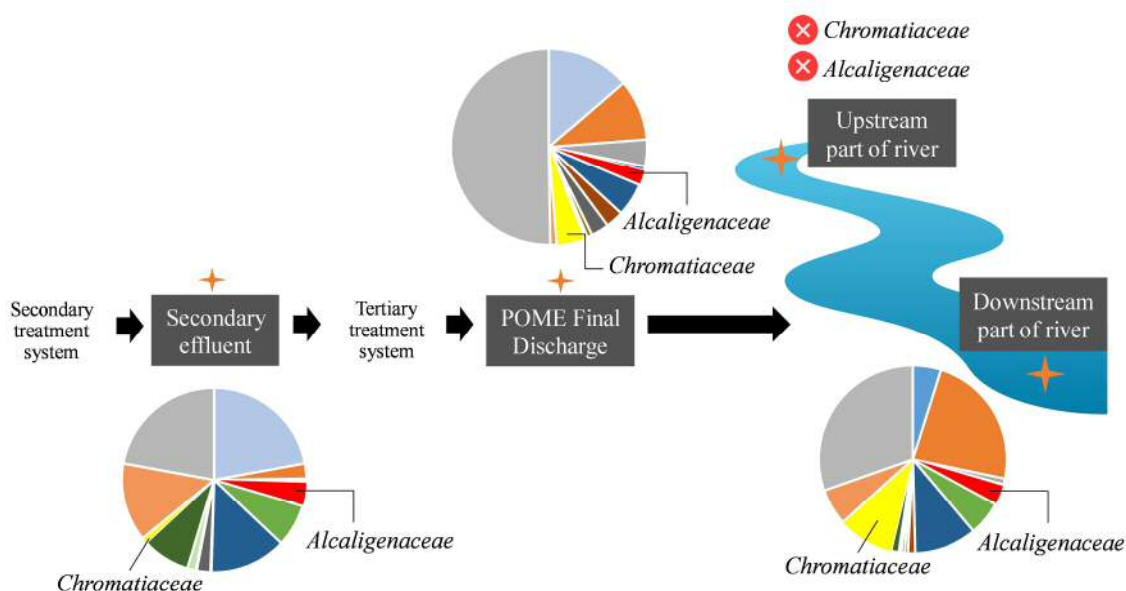 Chromatiaceae
Alcaligenaceae
Upstream
part of river
Alcaligenaceae
Chromatiaceae
Secondary
treatment
system
Secondary
effluent
Tertiary
treatment
system
POME Final
Discharge
Downstream
part of river
Alcaligenaceae
Chromatiaceae
Alcaligenaceae
Chromatiaceae